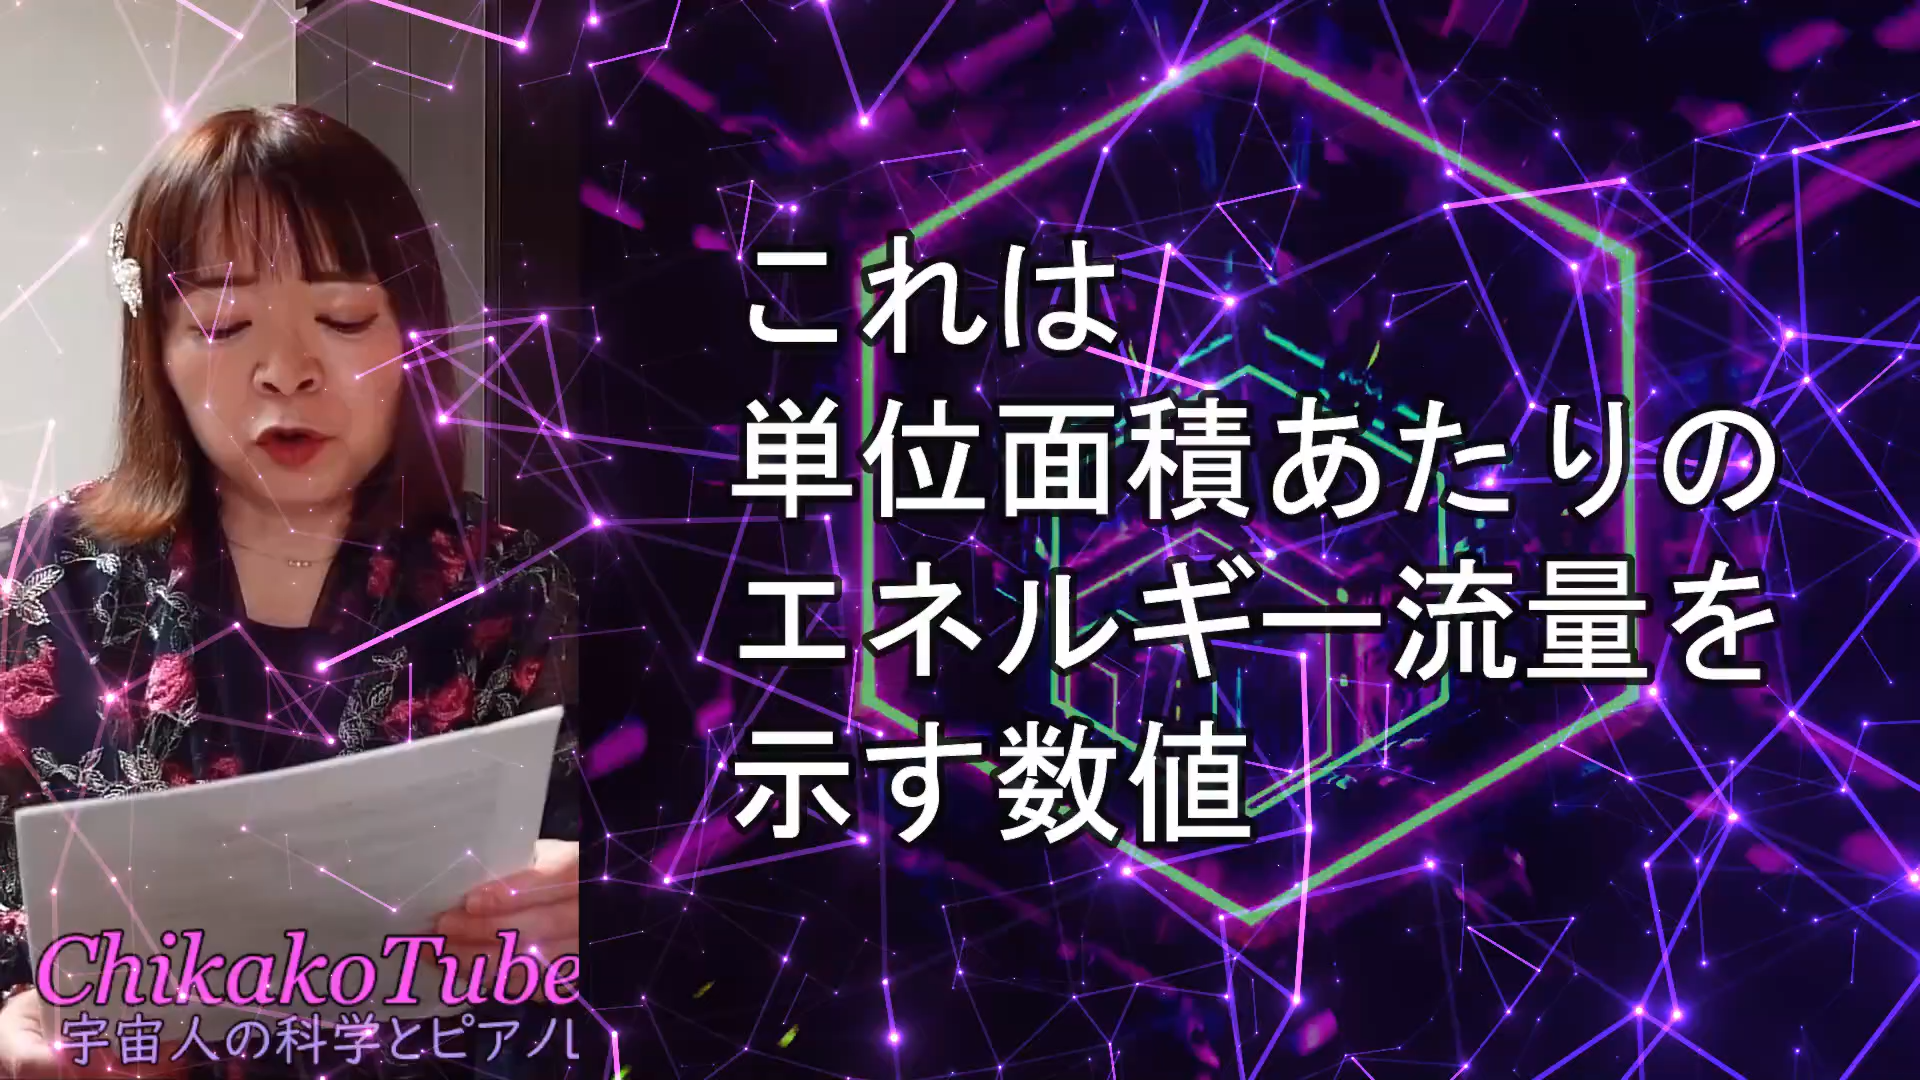 これは
単位面積あたりの
エネルギー流量を
示す数値
ChikakoTube
宇宙人の科学とピアノ